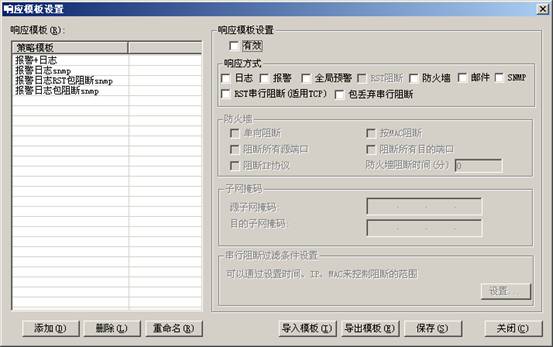 响应模板设置
响应模板(R):
策略模板
报警+日志
报警日志snmp
报警日志RST包阻断snmp
报警日志包阻断snmp
添加(D) 删除(L) 重命名(R)
响应模板设置
有效
响应方式
日志 报警 全局预警 RST阻断 防火墙 邮件 SNMP
RST串行阻断(适用TCP) 包丢弃串行阻断
防火墙
单向阻断 按MAC阻断
阻断所有源端口 阻断所有目的端口
阻断IP协议 防火墙阻断时间(分) 0
子网掩码
源子网掩码:
目的子网掩码:
串行阻断过滤条件设置
可以通过设置时间、IP、MAC来控制阻断的范围
设置...
导入模板(I) 导出模板(E) 保存(S) 关闭(C)